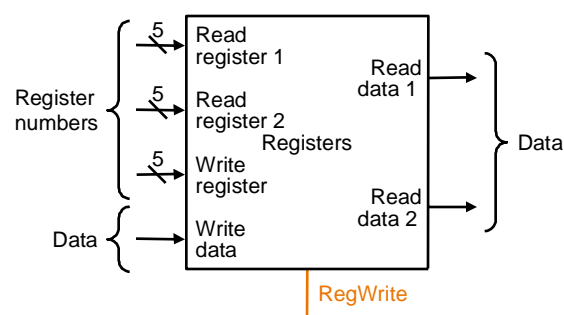 5
Read
register 1
5
Read
register 2
Register
numbers
Registers
5
Write
register
Data
Write
data
Read
data 1
Data
Read
data 2
RegWrite